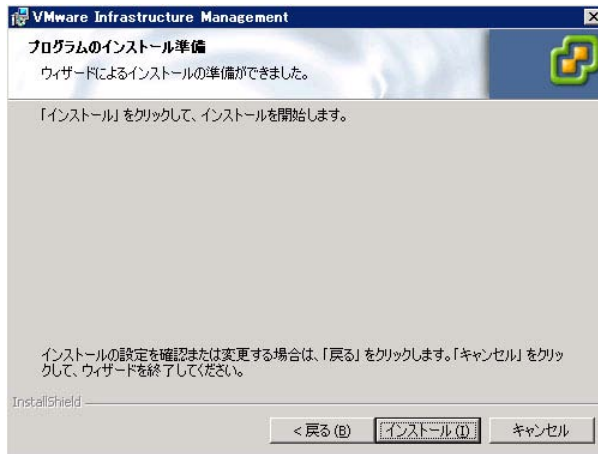 VMware Infrastructure Management
プログラムのインストール準備
ウィザードによるインストールの準備ができました。
「インストール」をクリックして、インストールを開始します。
インストールの設定を確認または変更する場合は、「戻る」をクリックします。「キャンセル」をクリッ
クして、ウィザードを終了してください。
InstallShield
< 戻る (B) インストール (I) キャンセル